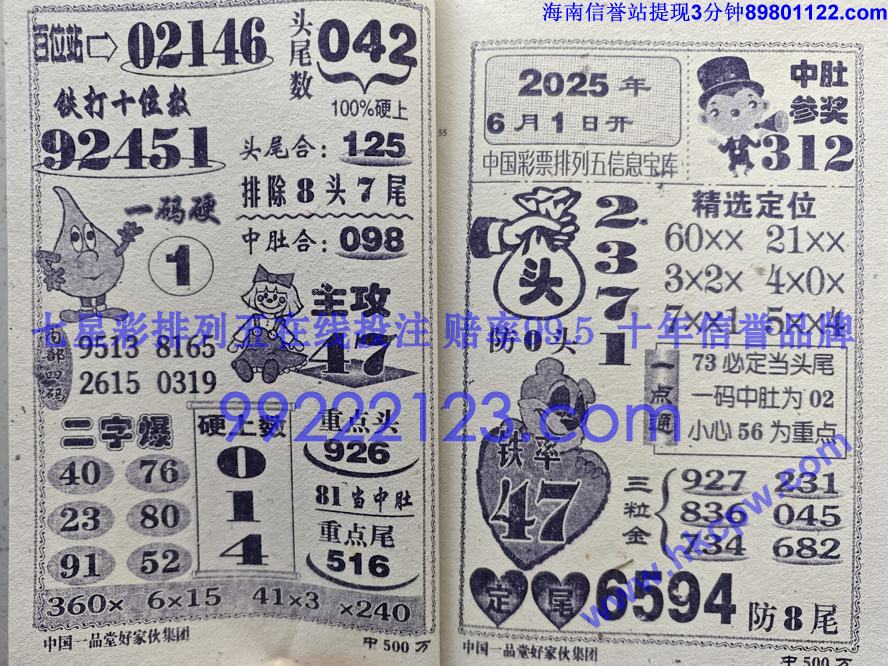 海南信誉站提现3分钟89801122.com
百位站 02146
头尾数 042
100%硬上
铁打十位数
92451
头尾合：125
排除8头7尾
一码硬
1
中肚合：098
主攻
47
内部四码
9513 8165
2615 0319
二字爆
40 76
23 80
91 52
硬上数
0
1
4
重点头
926
81当中肚
重点尾
516
360× 6×15 41×3 ×240
中国一品堂好家伙集团
中500万
55
2025年
6月1日开
中国彩票排列五信息宝库
中肚参奖
312
头
2
3
7
1
防0头
精选定位
60×× 21××
3×2× 4×0×
7××1 5××4
一点通
73必定当头尾
一码中肚为02
小心56为重点
铁率
47
三粒金
927 231
836 045
734 682
定尾 6594 防8尾
中国一品堂好家伙集团
中500万
七星彩排列五在线投注 赔率995 十年信誉品牌
99222123.com